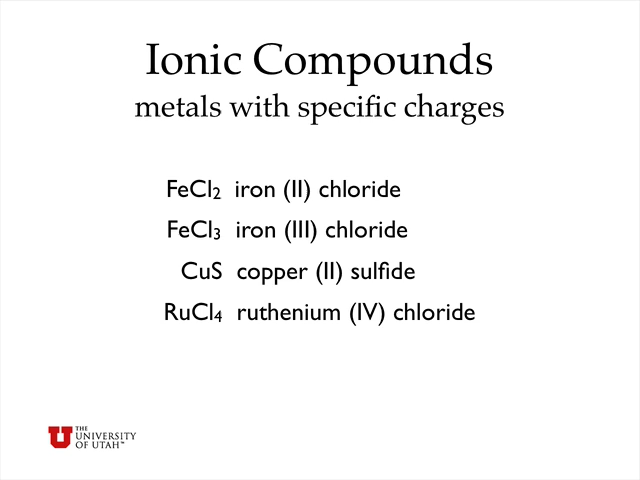 Ionic Compounds
metals with specific charges
FeCl₂ iron (II) chloride
FeCl₃ iron (III) chloride
CuS copper (II) sulfide
RuCl₄ ruthenium (IV) chloride
U THE
UNIVERSITY
OF UTAH™